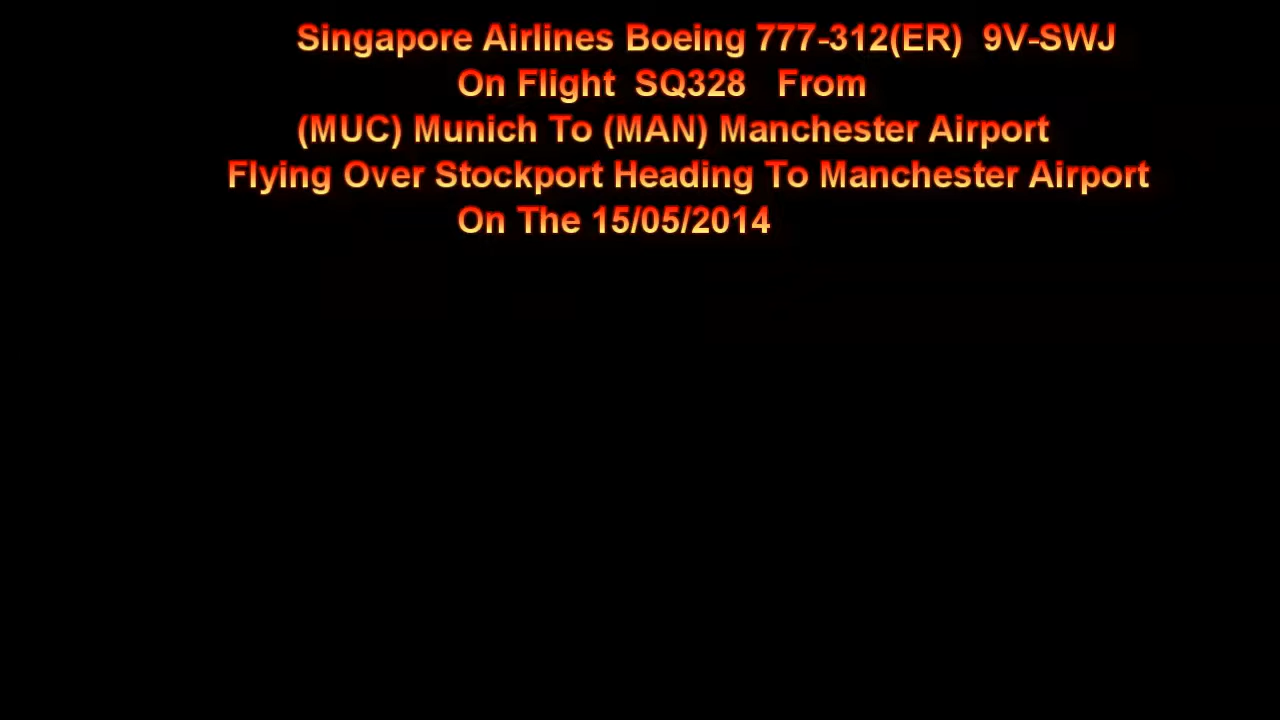 Singapore Airlines Boeing 777-312(ER)  9V-SWJ
On Flight  SQ328   From
(MUC) Munich To (MAN) Manchester Airport
Flying Over Stockport Heading To Manchester Airport
On The 15/05/2014